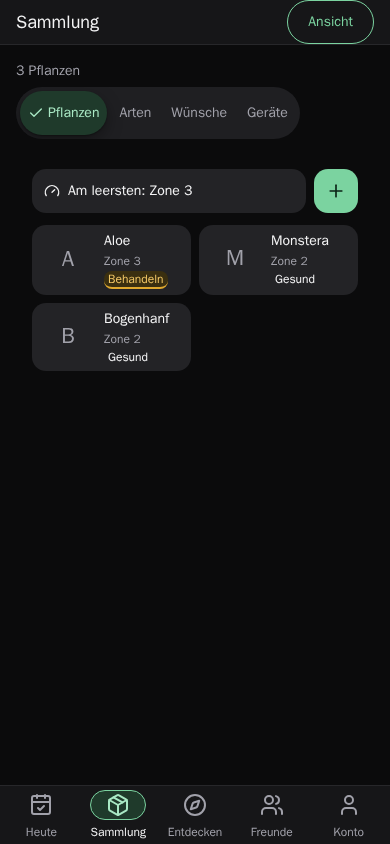 Sammlung
Ansicht
3 Pflanzen
Pflanzen Arten Wünsche Geräte
Am leersten: Zone 3
A
Aloe
Zone 3
Behandeln
M
Monstera
Zone 2
Gesund
B
Bogenhanf
Zone 2
Gesund
Heute Sammlung Entdecken Freunde Konto